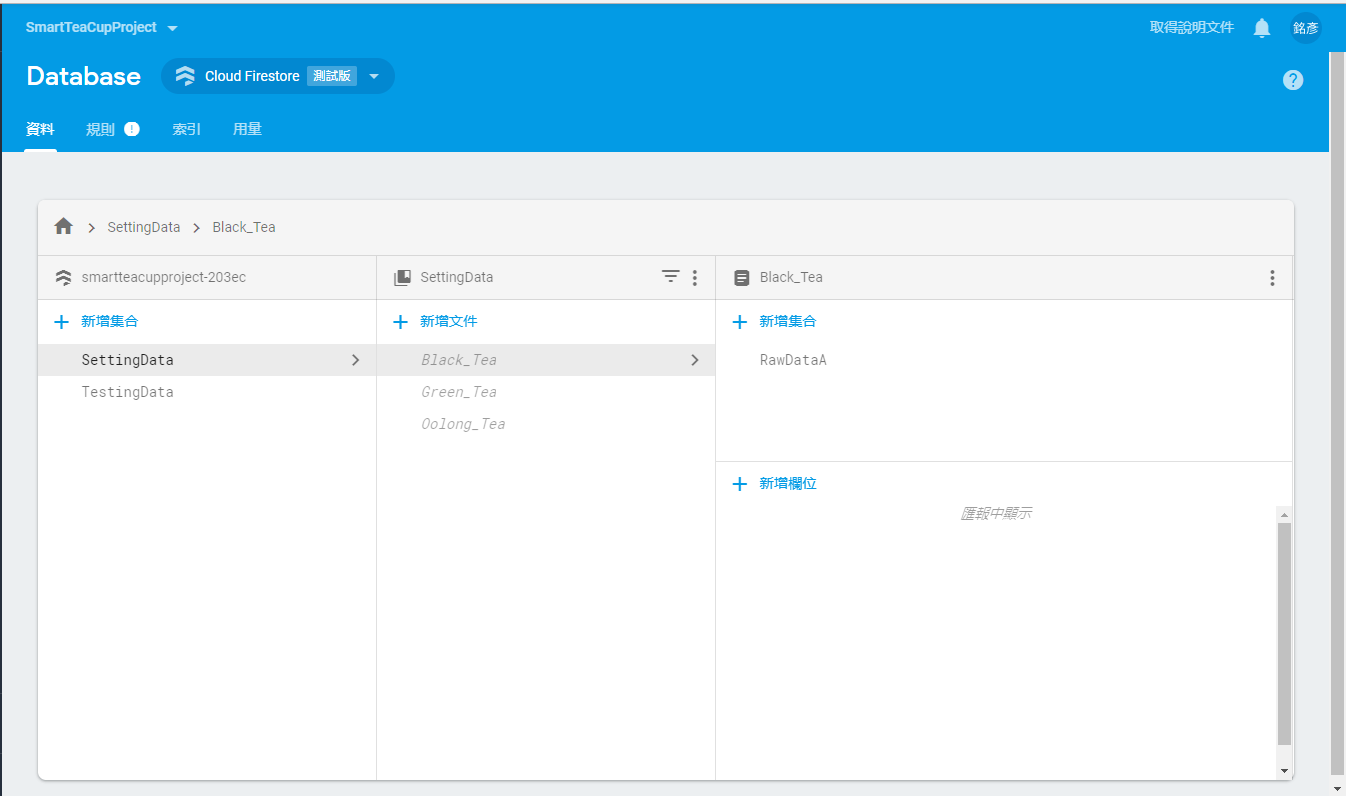 SmartTeaCupProject
取得說明文件
銘彥
Database
Cloud Firestore 測試版
?
資料
規則 !
索引
用量
SettingData
Black_Tea
smartteacupproject-203ec
SettingData
Black_Tea
新增集合
新增文件
新增集合
SettingData
Black_Tea
RawDataA
TestingData
Green_Tea
Oolong_Tea
新增欄位
匯報中顯示